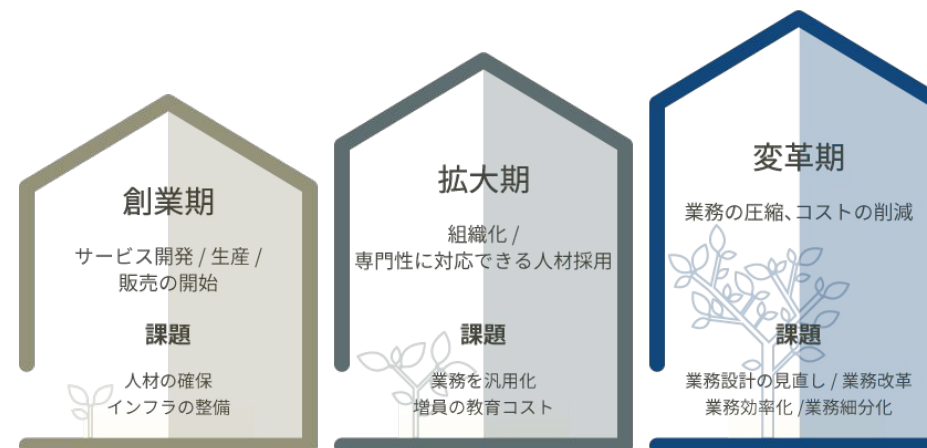 創業期
サービス開発 / 生産 /
販売の開始
課題
人材の確保
インフラの整備
拡大期
組織化 /
専門性に対応できる人材採用
課題
業務を汎用化
増員の教育コスト
変革期
業務の圧縮、コストの削減
課題
業務設計の見直し / 業務改革
業務効率化 /業務細分化